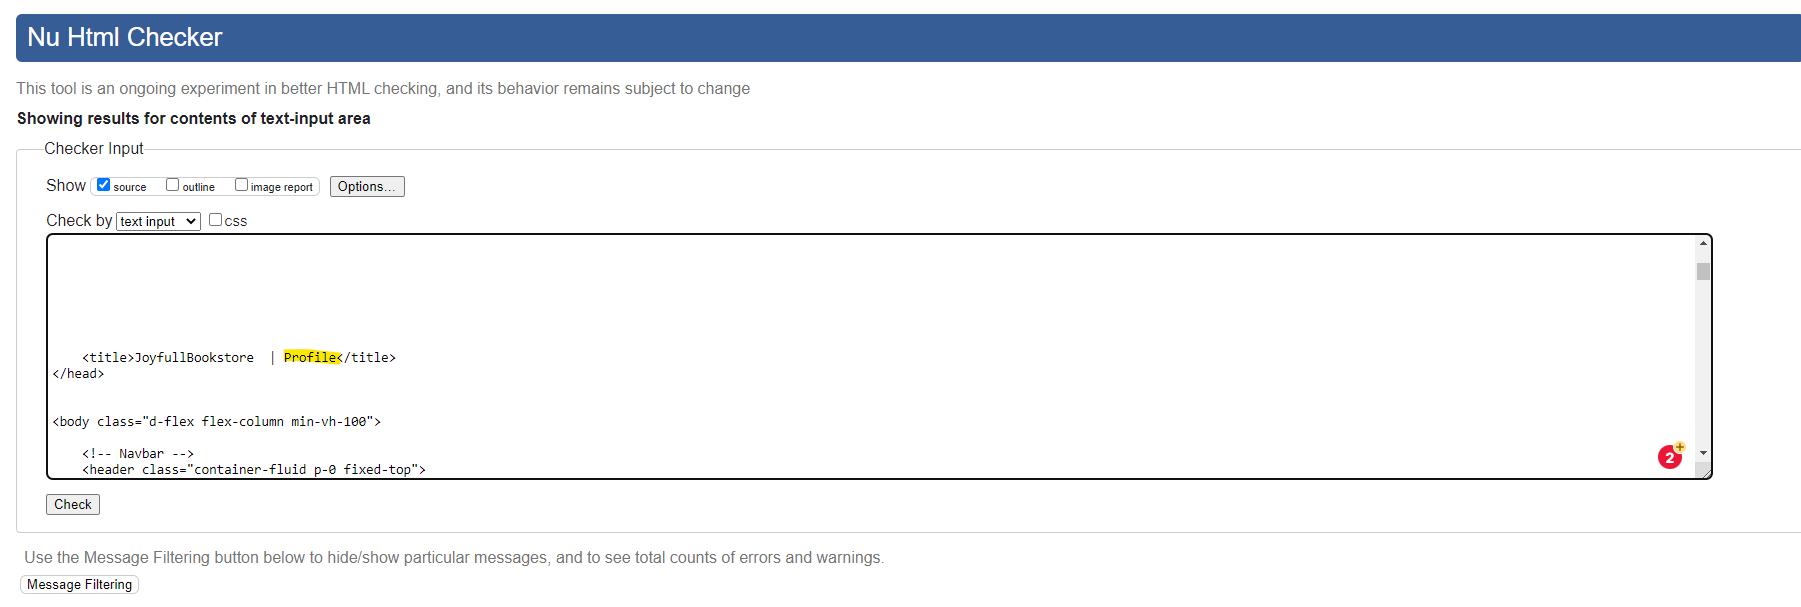 Nu Html Checker
This tool is an ongoing experiment in better HTML checking, and its behavior remains subject to change
Showing results for contents of text-input area
Checker Input
Show source outline image report Options...
Check by text input css
<title>JoyfullBookstore | Profile</title>
</head>
<body class="d-flex flex-column min-vh-100">
<!-- Navbar -->
<header class="container-fluid p-0 fixed-top">
2+
Check
Use the Message Filtering button below to hide/show particular messages, and to see total counts of errors and warnings.
Message Filtering